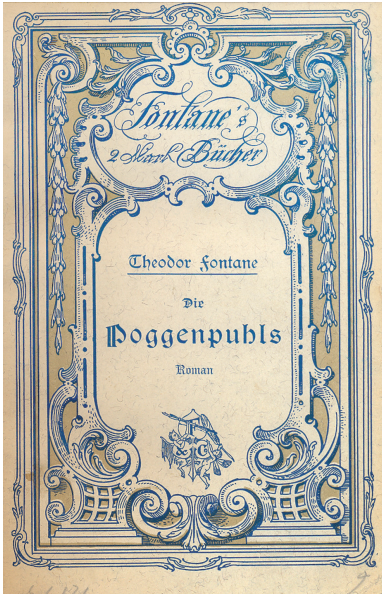 Fontane's
2 Mark Bücher
Theodor Fontane
Die
Poggenpuhls
Roman
F
& C